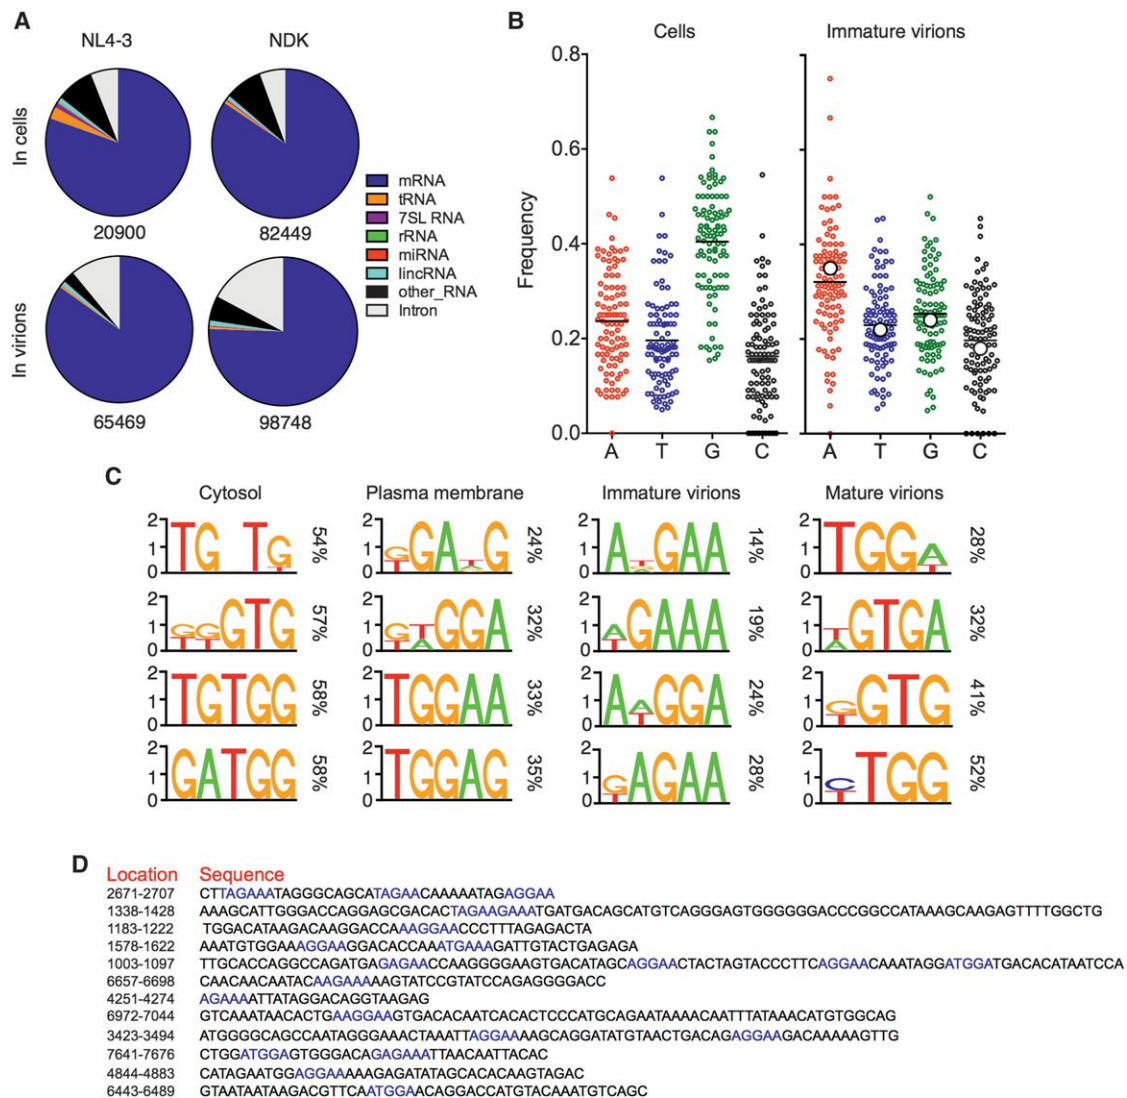 A
NL4-3
NDK
In cells
20900
82449
In virions
65469
98748
mRNA
tRNA
7SL RNA
rRNA
miRNA
lincRNA
other_RNA
Intron
B
Cells
Immature virions
Frequency
0.8
0.6
0.4
0.2
0.0
A T G C
A T G C
C
Cytosol
Plasma membrane
Immature virions
Mature virions
54%
24%
14%
28%
57%
32%
19%
32%
58%
33%
24%
41%
58%
35%
28%
52%
D
Location Sequence
2671-2707 CTTAGAAATAGGGCAGCATAGAACAAAAATAGAGGAA
1338-1428 AAAGCATTGGGACCAGGAGCGACACTAGAAGAAATGATGACAGCATGTCAGGGAGTGGGGGGACCCGGCCATAAAGCAAGAGTTTTGGCTG
1183-1222 TGGACATAAGACAAGGACCAAAGGAACCCTTTAGAGACTA
1578-1622 AAATGTGGAAAGGAAGGACACCAAATGAAAGATTGTACTGAGAGA
1003-1097 TTGCACCAGGCCAGATGAGAGAACCAAGGGGAAGTGACATAGCAGGAACTACTAGTACCCTTCAGGAACAAATAGGATGGATGACACATAATCCA
6657-6698 CAACAACAATACAAGAAAAAGTATCCGTATCCAGAGGGGACC
4251-4274 AGAAAATTATAGGACAGGTAAGAG
6972-7044 GTCAAATAACACTGAAGGAAGTGACACAATCACACTCCCATGCAGAATAAAACAATTTATAAACATGTGGCAG
3423-3494 ATGGGGCAGCCAATAGGGAAACTAAATTAGGAAAAGCAGGATATGTAACTGACAGAGGAAGACAAAAAGTTG
7641-7676 CTGGATGGAGTGGGACAGAGAAATTAACAATTACAC
4844-4883 CATAGAATGGAGGAAAAAGAGATATAGCACACAAGTAGAC
6443-6489 GTAATAATAAGACGTTCAATGGAACAGGACCATGTACAAATGTCAGC